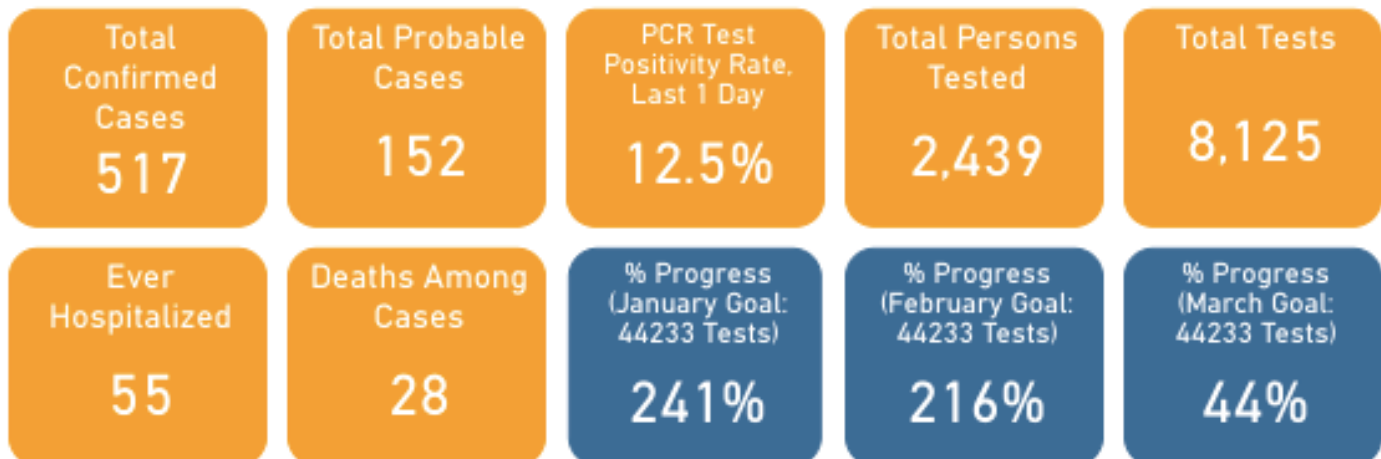 Total
Confirmed
Cases
517
Total Probable
Cases
152
PCR Test
Positivity Rate,
Last 1 Day
12.5%
Total Persons
Tested
2,439
Total Tests
8,125
Ever
Hospitalized
55
Deaths Among
Cases
28
% Progress
(January Goal:
44233 Tests)
241%
% Progress
(February Goal:
44233 Tests)
216%
% Progress
(March Goal:
44233 Tests)
44%